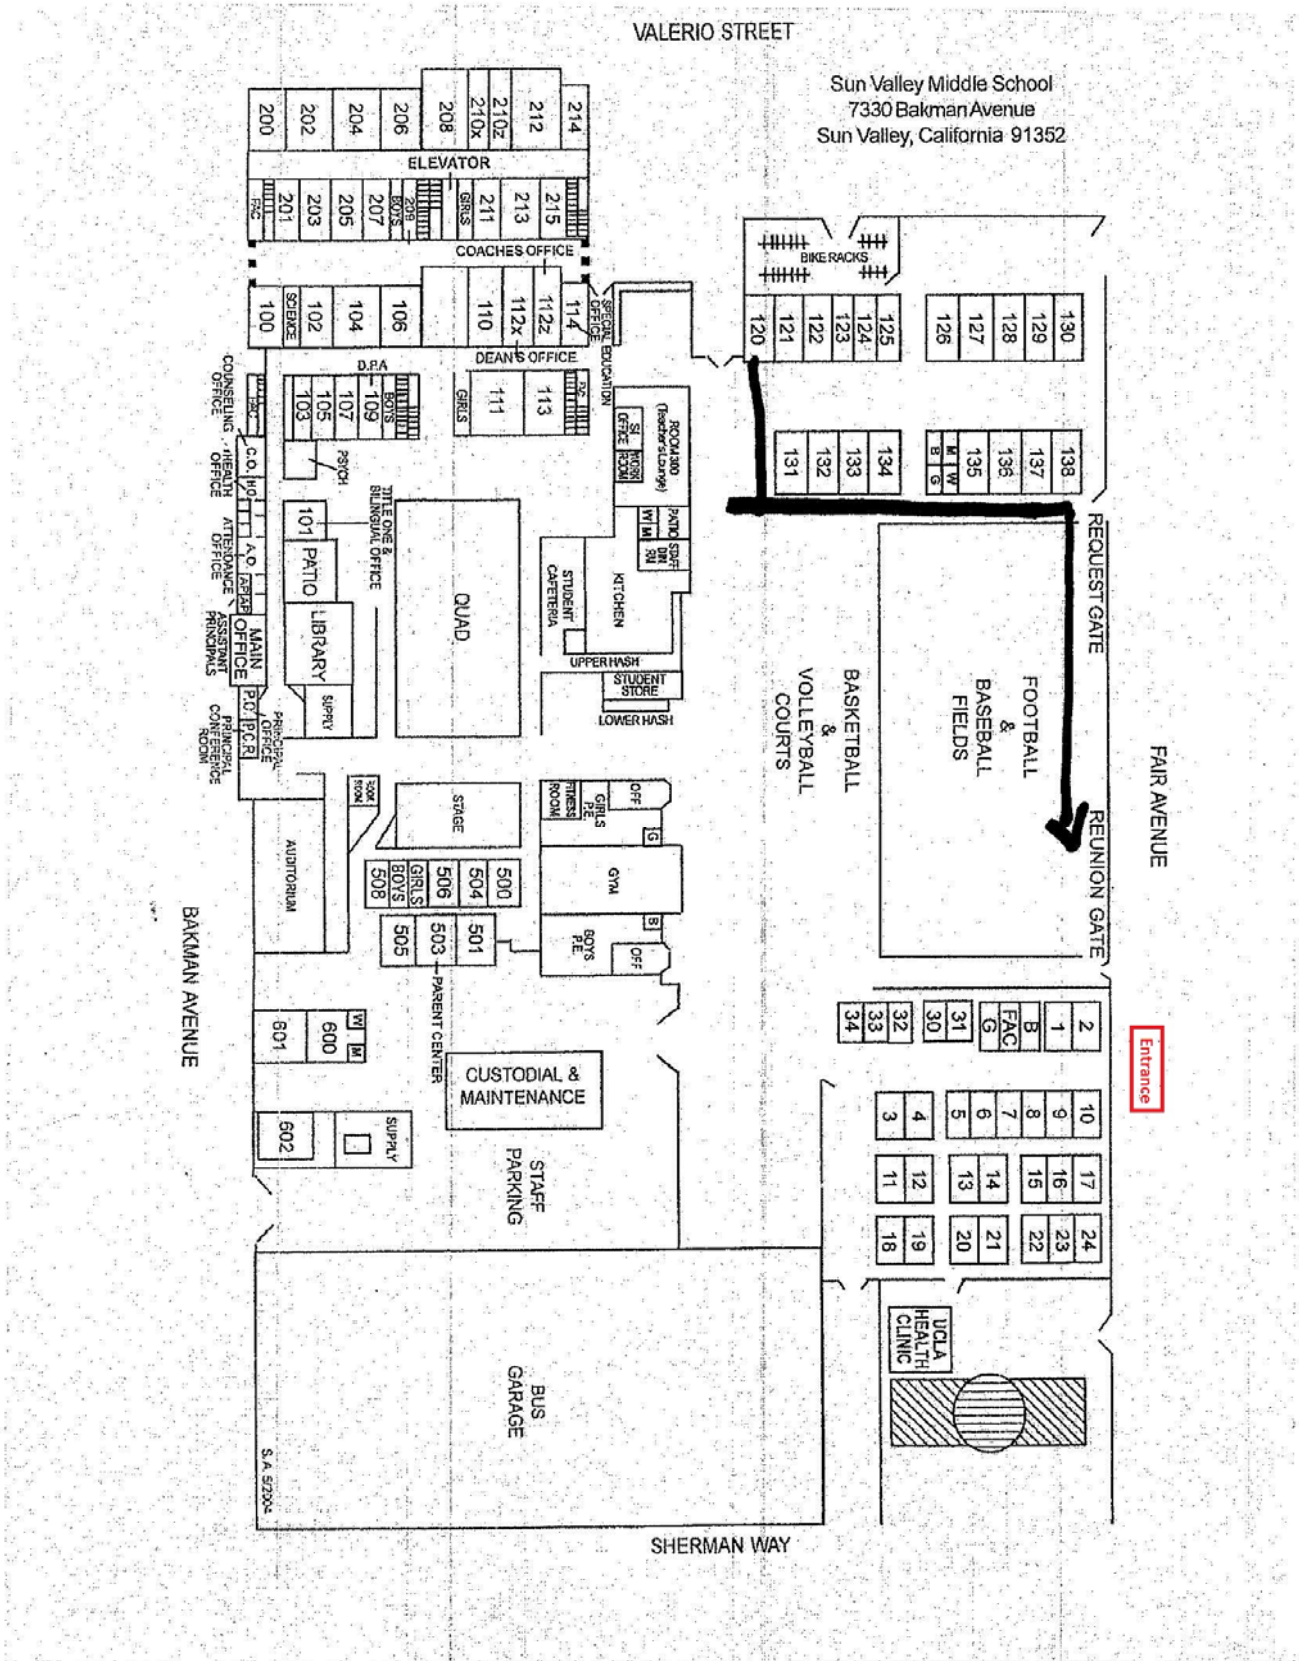 VALERIO STREET
Sun Valley Middle School
7330 Bakman Avenue
Sun Valley, California 91352
200
202
204
206
208
210x
210z
212
214
ELEVATOR
FAC
201
203
205
207
BOYS
209
GIRLS
211
213
215
COACHES OFFICE
BIKE RACKS
100
SCIENCE
102
104
106
110
112x
112z
114
SPECIAL EDUCATION
OFFICE
120
121
122
123
124
125
126
127
128
129
130
DEAN'S OFFICE
D.P.A
COUNSELING
OFFICE
FAC
103
105
107
109
BOYS
GIRLS
111
113
FAC
ROOM 300
(Teacher's Lounge)
SI
OFFICE
WORK
ROOM
131
132
133
134
M
W
B
G
135
136
137
138
C.O.
H.O.
HEALTH
OFFICE
PSYCH
101
TITLE ONE &
BILINGUAL OFFICE
PATIO
W
M
PATIO
STAFF
DIN
RM
REQUEST GATE
ATTENDANCE
OFFICE
A.O.
AP
AP
ASSISTANT
PRINCIPALS
MAIN
OFFICE
LIBRARY
SUPPLY
QUAD
STUDENT
CAFETERIA
KITCHEN
UPPER HASH
STUDENT
STORE
LOWER HASH
BASKETBALL
&
VOLLEYBALL
COURTS
FOOTBALL
&
BASEBALL
FIELDS
FAIR AVENUE
P.O.
P.C.R.
PRINCIPAL
OFFICE
PRINCIPAL
CONFERENCE
ROOM
REUNION GATE
ROOM
STAGE
FITNESS
ROOM
GIRLS
P.E.
OFF
G
GYM
AUDITORIUM
508
BOYS
GIRLS
506
504
500
505
503
501
B
BOYS
P.E.
OFF
BAKMAN AVENUE
PARENT CENTER
601
600
W
M
34
33
32
30
31
G
FAC
B
1
2
Entrance
CUSTODIAL &
MAINTENANCE
602
SUPPLY
STAFF
PARKING
3
4
5
6
7
8
9
10
11
12
13
14
15
16
17
18
19
20
21
22
23
24
UCLA
HEALTH
CLINIC
BUS
GARAGE
S.A. 5/2004
SHERMAN WAY